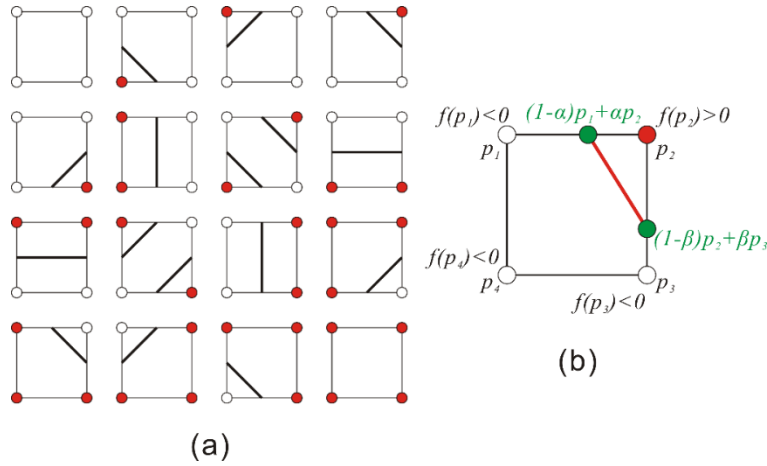 (1-α)p₁+αp₂
f(p₁)<0
f(p₂)>0
p₁
p₂
(1-β)p₂+βp₃
f(p₄)<0
p₄
p₃
f(p₃)<0
(b)
(a)